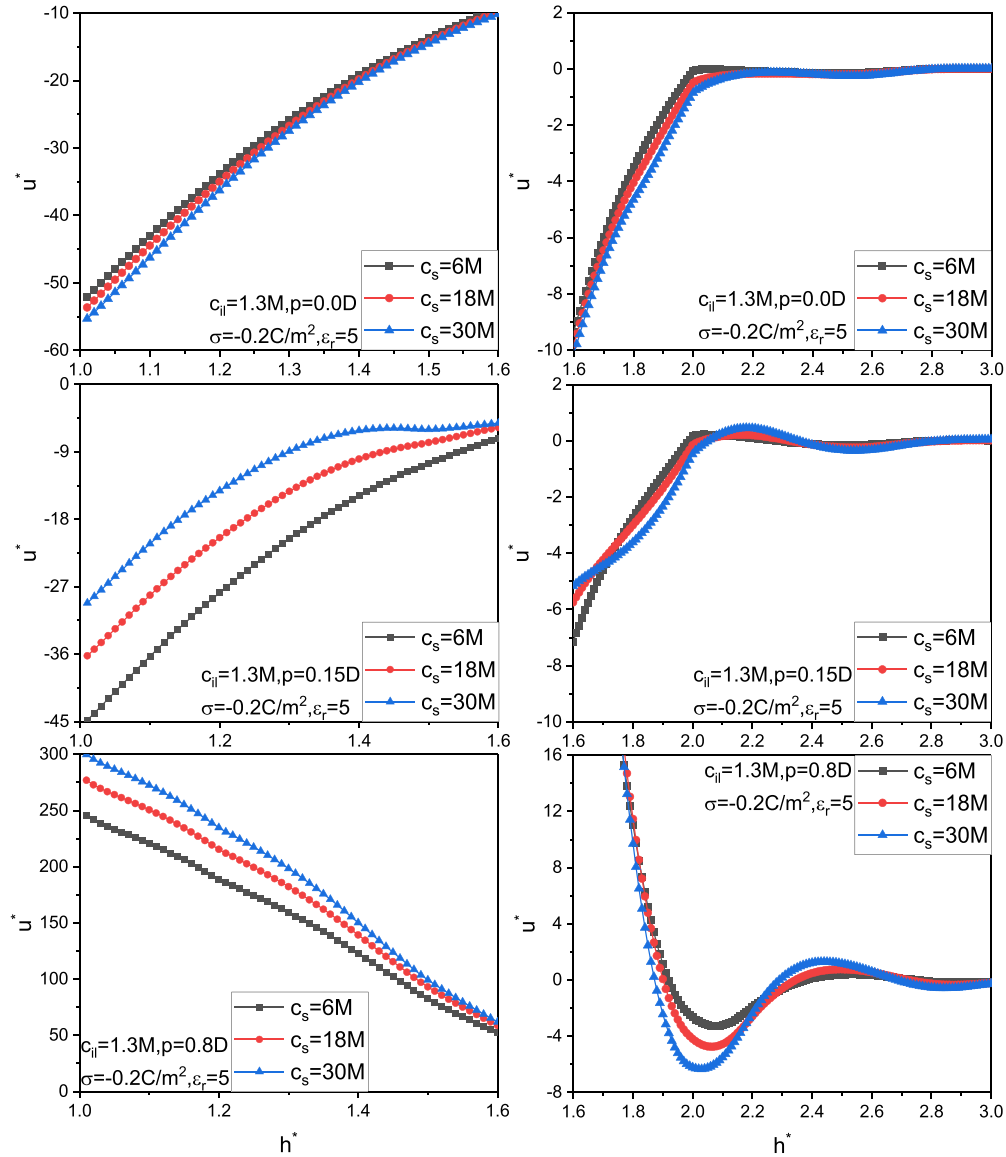 -10
-20
-30
-40
-50
-60
1.0 1.1 1.2 1.3 1.4 1.5 1.6
u*
c_s=6M
c_s=18M
c_s=30M
c_il=1.3M,p=0.0D
σ=-0.2C/m²,ε_r=5
2
0
-2
-4
-6
-8
-10
1.6 1.8 2.0 2.2 2.4 2.6 2.8 3.0
u*
c_s=6M
c_s=18M
c_s=30M
c_il=1.3M,p=0.0D
σ=-0.2C/m²,ε_r=5
0
-9
-18
-27
-36
-45
1.0 1.2 1.4 1.6
u*
c_s=6M
c_s=18M
c_s=30M
c_il=1.3M,p=0.15D
σ=-0.2C/m²,ε_r=5
2
0
-2
-4
-6
-8
-10
1.6 1.8 2.0 2.2 2.4 2.6 2.8 3.0
u*
c_s=6M
c_s=18M
c_s=30M
c_il=1.3M,p=0.15D
σ=-0.2C/m²,ε_r=5
300
250
200
150
100
50
0
1.0 1.1 1.2 1.3 1.4 1.5 1.6
u*
h*
c_s=6M
c_s=18M
c_s=30M
c_il=1.3M,p=0.8D
σ=-0.2C/m²,ε_r=5
16
12
8
4
0
-4
-8
1.6 1.8 2.0 2.2 2.4 2.6 2.8 3.0
u*
h*
c_il=1.3M,p=0.8D
σ=-0.2C/m²,ε_r=5
c_s=6M
c_s=18M
c_s=30M